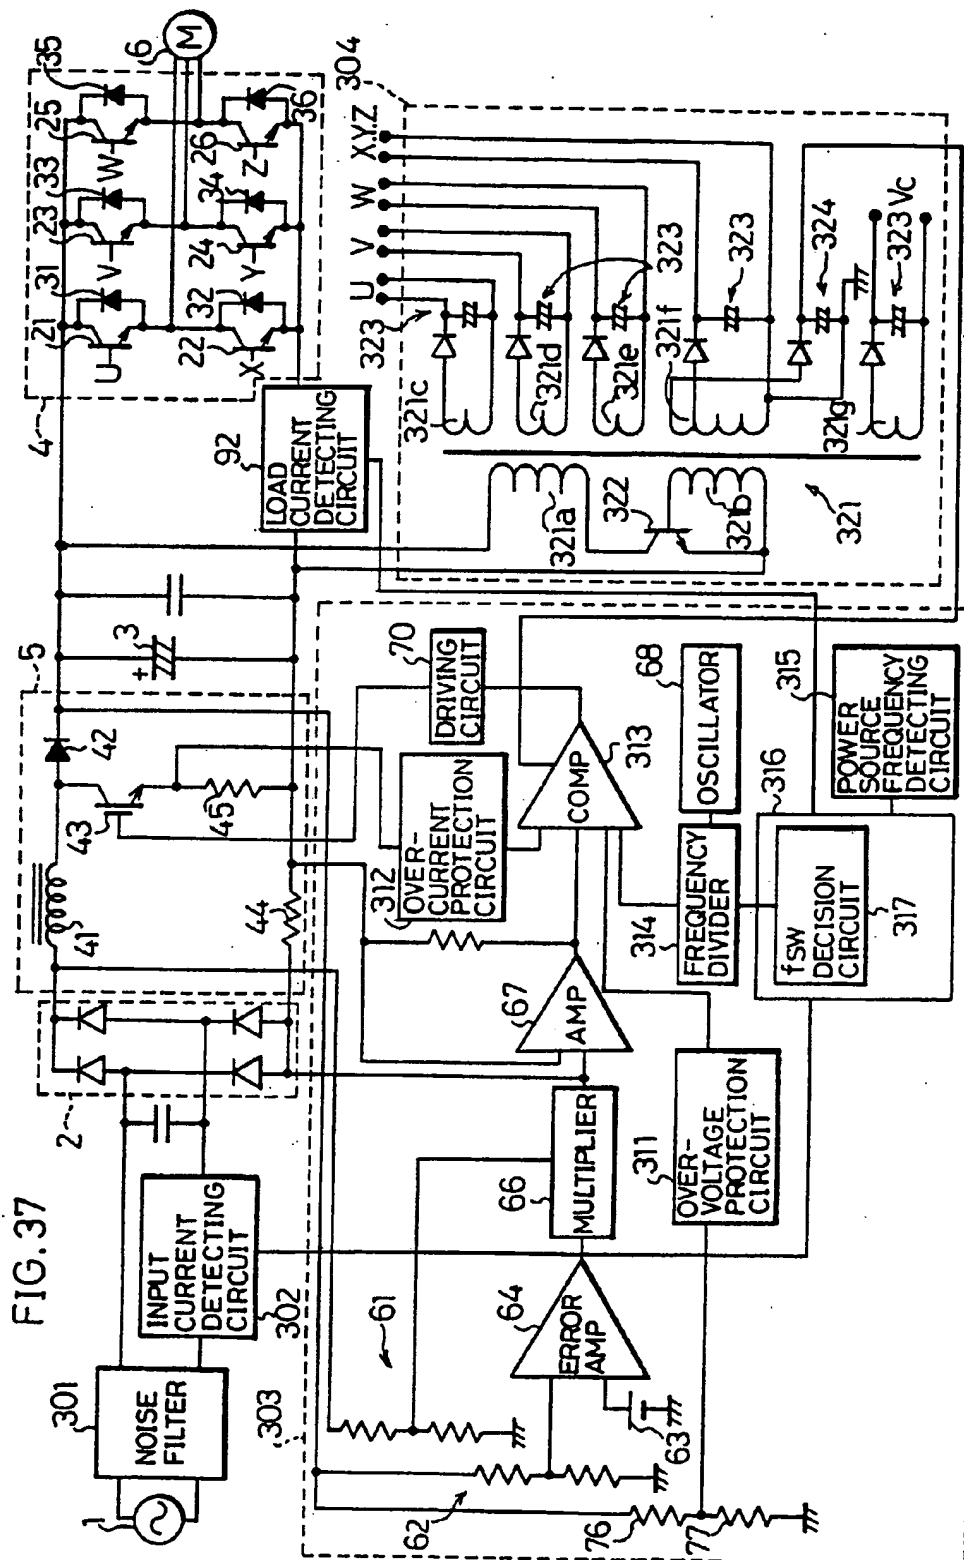 FIG. 37
1
301
NOISE
FILTER
INPUT
CURRENT
DETECTING
CIRCUIT
302
2
5
41
42
43
44
45
3
4
92
LOAD
CURRENT
DETECTING
CIRCUIT
21
31
23
33
25
35
U
V
W
22
32
24
34
26
36
X
Y
Z
M
6
303
61
62
63
64
ERROR
AMP
66
MULTIPLIER
67
AMP
312
OVER-
CURRENT
PROTECTION
CIRCUIT
70
DRIVING
CIRCUIT
COMP
313
76
77
311
OVER-
VOLTAGE
PROTECTION
CIRCUIT
314
FREQUENCY
DIVIDER
68
OSCILLATOR
fsw
DECISION
CIRCUIT
317
316
315
POWER
SOURCE
FREQUENCY
DETECTING
CIRCUIT
304
U
V
W
X.Y.Z
323
321c
321d
321e
323
321f
323
324
321g
323
Vc
321a
322
321b
321